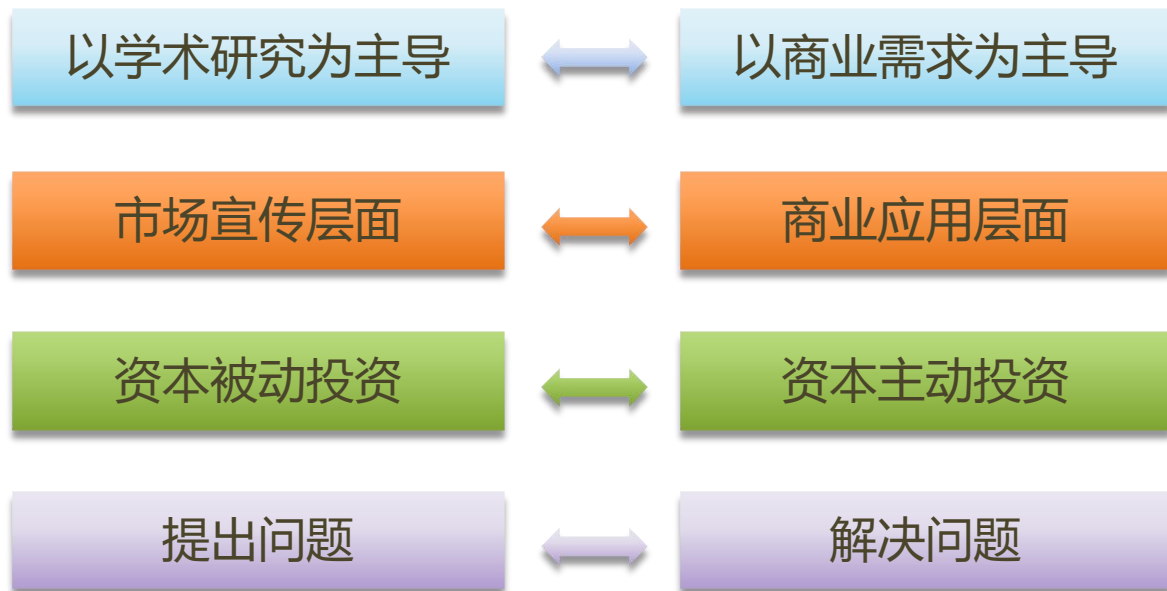 以学术研究为主导
以商业需求为主导
市场宣传层面
商业应用层面
资本被动投资
资本主动投资
提出问题
解决问题